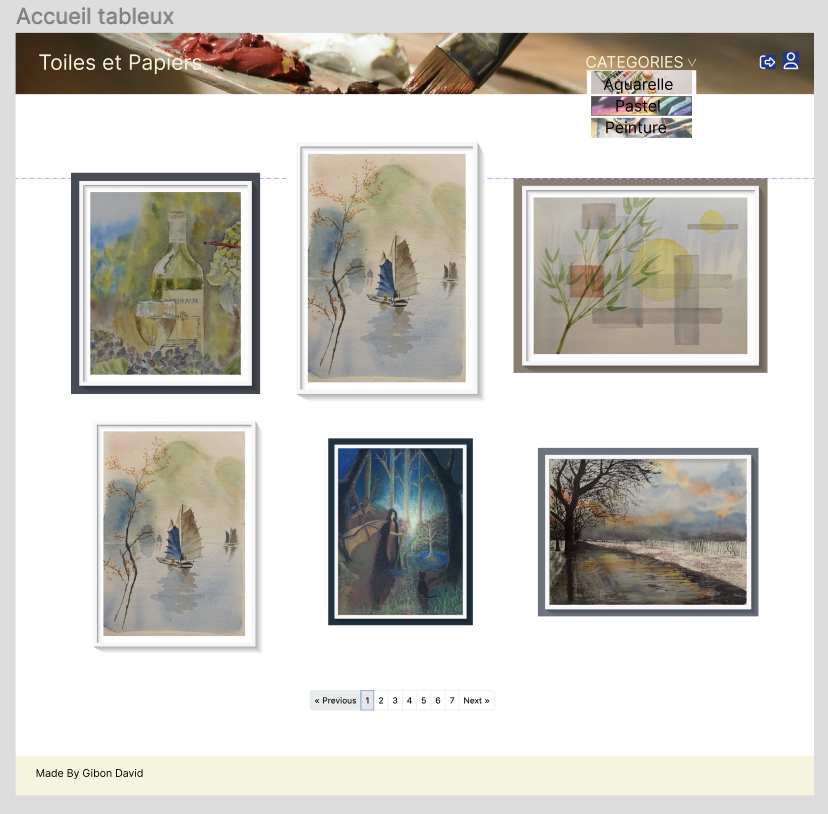 Accueil tableux
Toiles et Papiers
CATEGORIES
Aquarelle
Pastel
Peinture
« Previous 1 2 3 4 5 6 7 Next »
Made By Gibon David